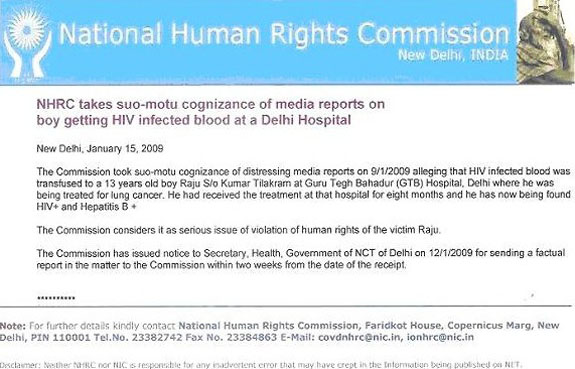 National Human Rights Commission
New Delhi, INDIA
NHRC takes suo-motu cognizance of media reports on
boy getting HIV infected blood at a Delhi Hospital
New Delhi, January 15, 2009
The Commission took suo-motu cognizance of distressing media reports on 9/1/2009 alleging that HIV infected blood was
transfused to a 13 years old boy Raju S/o Kumar Tilakram at Guru Tegh Bahadur (GTB) Hospital, Delhi where he was
being treated for lung cancer. He had received the treatment at that hospital for eight months and he has now being found
HIV+ and Hepatitis B +
The Commission considers it as serious issue of violation of human rights of the victim Raju.
The Commission has issued notice to Secretary, Health, Government of NCT of Delhi on 12/1/2009 for sending a factual
report in the matter to the Commission within two weeks from the date of the receipt.
**********
Note: For further details kindly contact National Human Rights Commission, Faridkot House, Copernicus Marg, New
Delhi, PIN 110001 Tel.No. 23382742 Fax No. 23384863 E-Mail: covdnhrc@nic.in, ionhrc@nic.in
Disclaimer: Neither NHRC nor NIC is responsible for any inadvertent error that may have crept in the Information being published on NET.